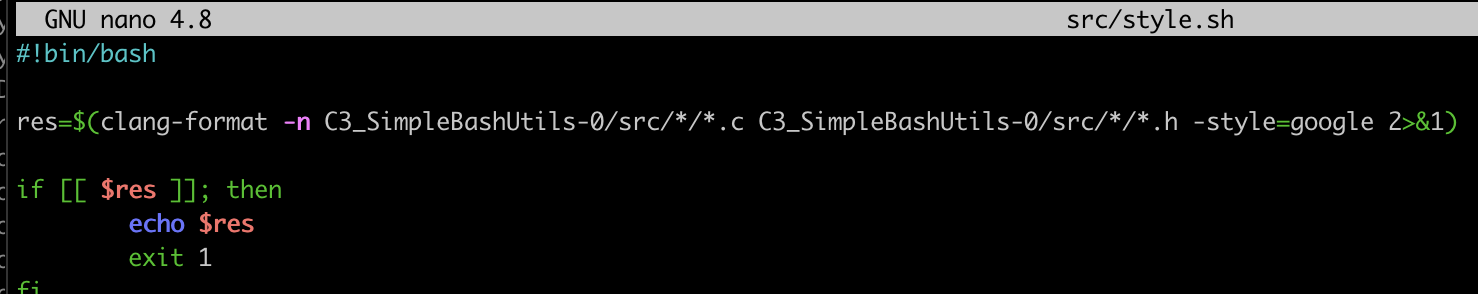 GNU nano 4.8 src/style.sh
#!bin/bash
res=$(clang-format -n C3_SimpleBashUtils-0/src/*/*.c C3_SimpleBashUtils-0/src/*/*.h -style=google 2>&1)
if [[ $res ]]; then
echo $res
exit 1
fi